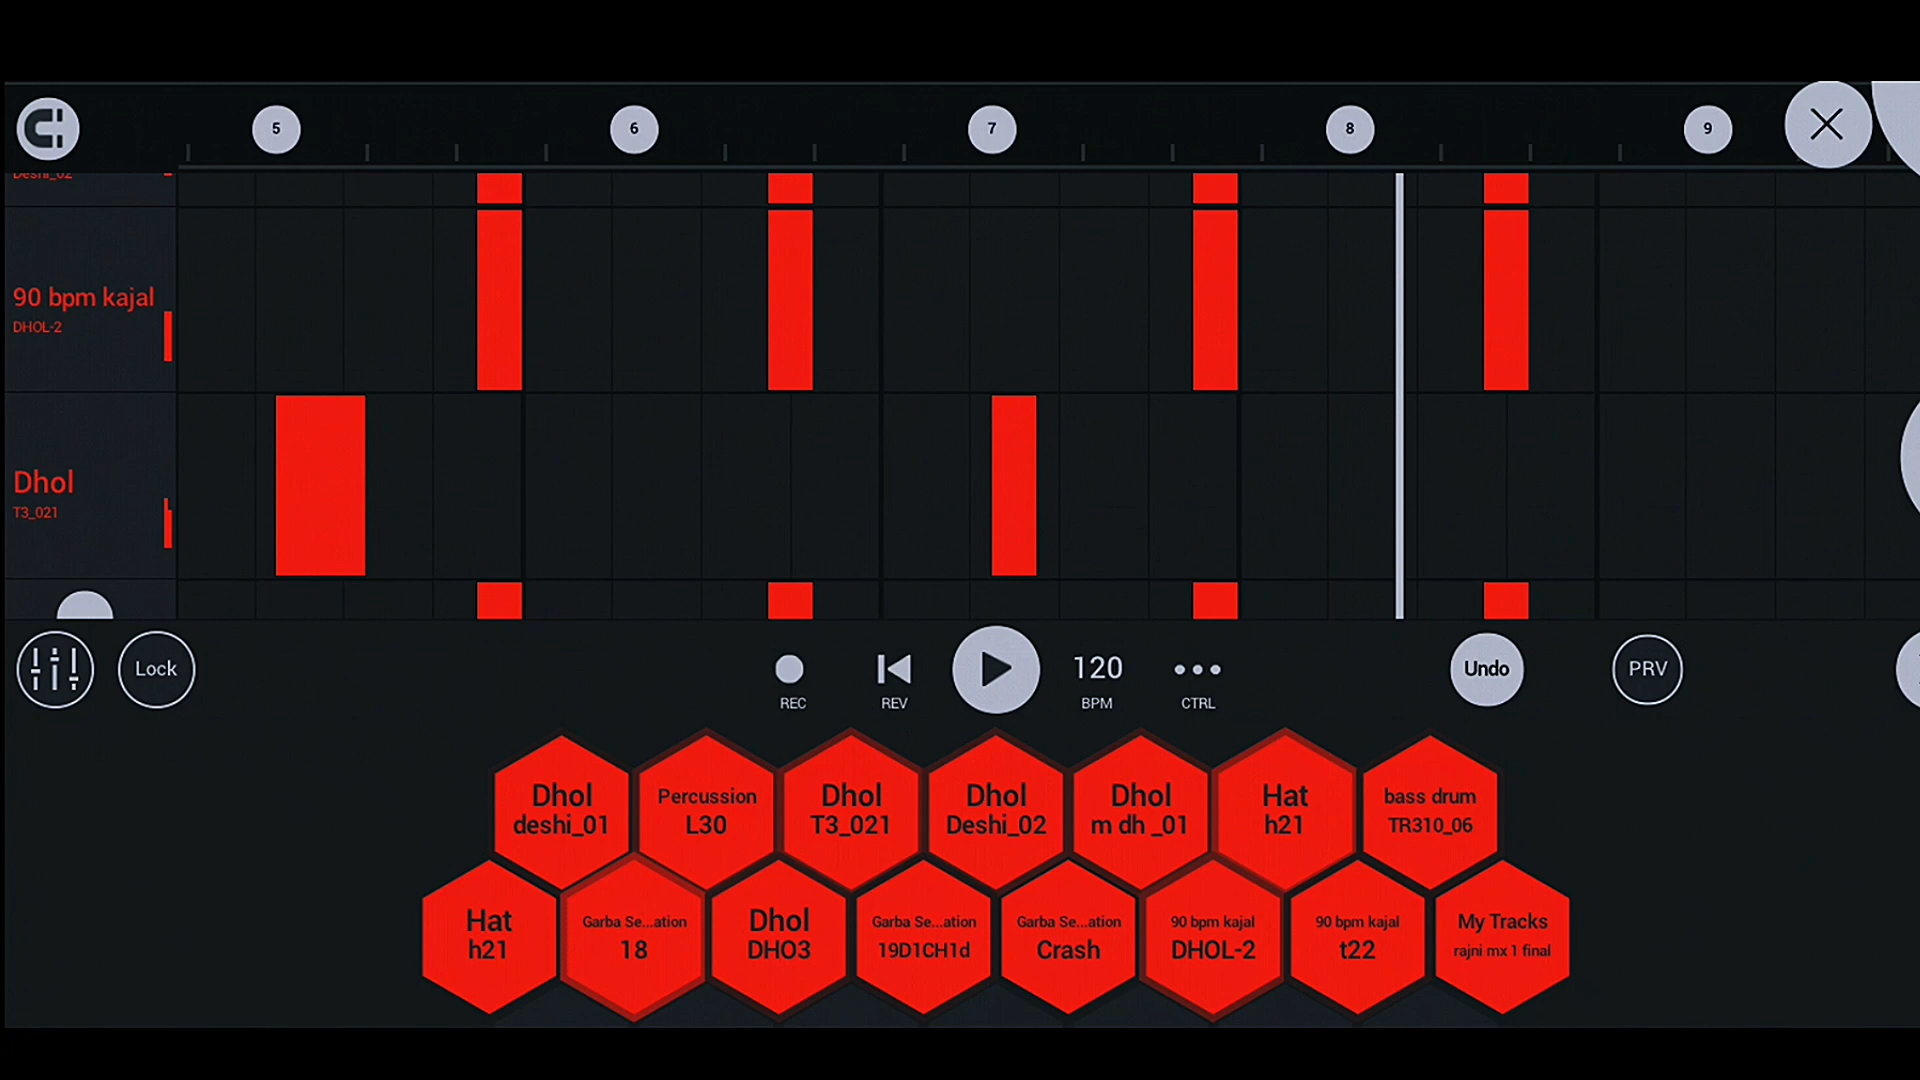 5
6
7
8
9
Deshi_02
90 bpm kajal
DHOL-2
Dhol
T3_021
Lock
REC
REV
120
BPM
CTRL
Undo
PRV
Dhol
deshi_01
Percussion
L30
Dhol
T3_021
Dhol
Deshi_02
Dhol
m dh _01
Hat
h21
bass drum
TR310_06
Hat
h21
Garba Se...ation
18
Dhol
DHO3
Garba Se...ation
19D1CH1d
Garba Se...ation
Crash
90 bpm kajal
DHOL-2
90 bpm kajal
t22
My Tracks
rajni mx 1 final